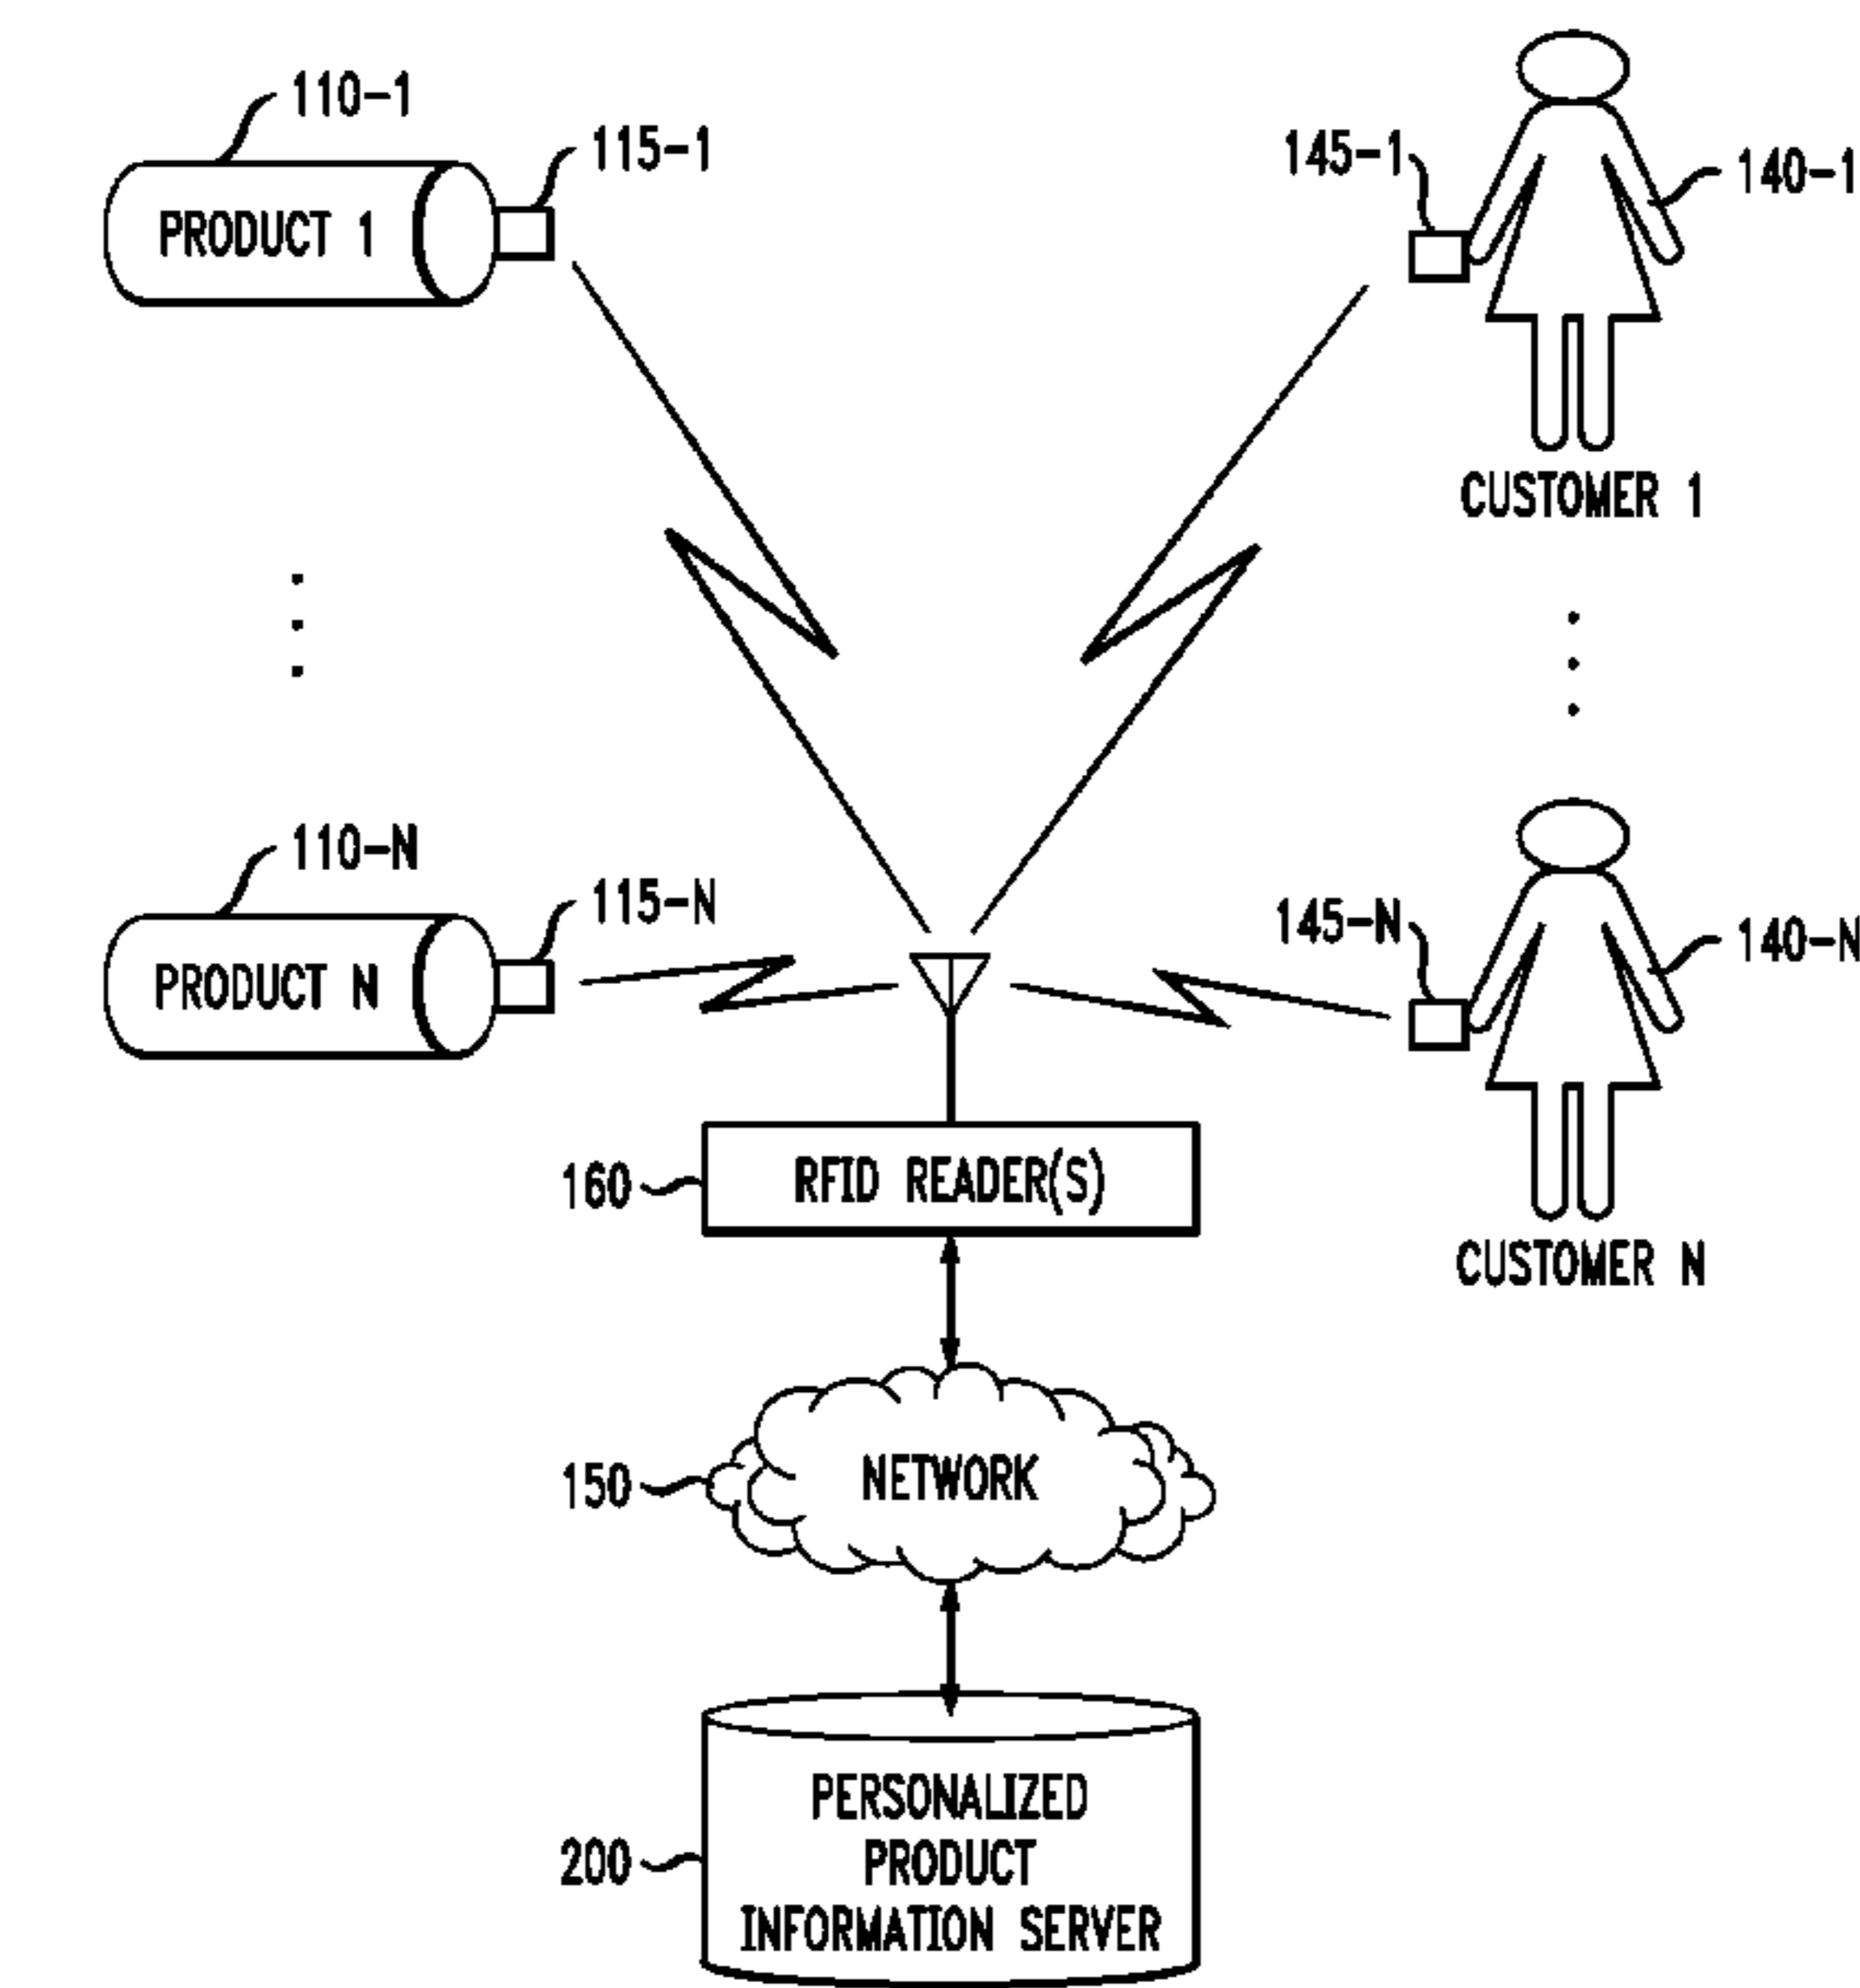 110-1
115-1
PRODUCT 1
145-1
140-1
CUSTOMER 1
110-N
115-N
PRODUCT N
145-N
140-N
CUSTOMER N
160
RFID READER(S)
150
NETWORK
200
PERSONALIZED
PRODUCT
INFORMATION SERVER